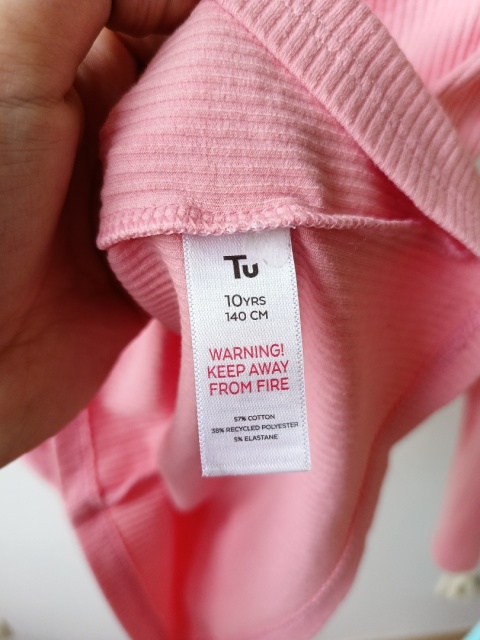 Tu
10YRS
140 CM
WARNING!
KEEP AWAY
FROM FIRE
57% COTTON
38% RECYCLED POLYESTER
5% ELASTANE